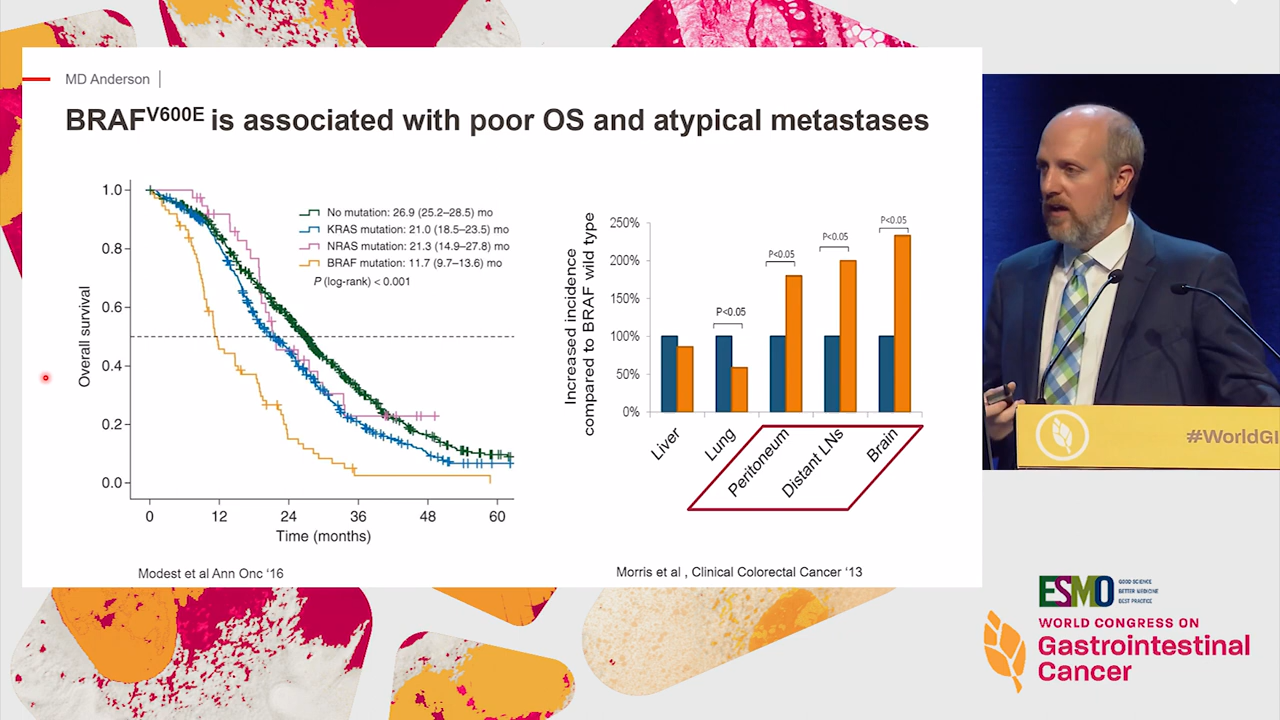 MD Anderson
BRAFV600E is associated with poor OS and atypical metastases
Overall survival
1.0
0.8
0.6
0.4
0.2
0.0
No mutation: 26.9 (25.2–28.5) mo
KRAS mutation: 21.0 (18.5–23.5) mo
NRAS mutation: 21.3 (14.9–27.8) mo
BRAF mutation: 11.7 (9.7–13.6) mo
P (log-rank) < 0.001
0 12 24 36 48 60
Time (months)
Modest et al Ann Onc ‘16
Increased incidence
compared to BRAF wild type
250%
200%
150%
100%
50%
0%
P<0.05
P<0.05
P<0.05
P<0.05
Liver
Lung
Peritoneum
Distant LNs
Brain
Morris et al , Clinical Colorectal Cancer ‘13
#WorldGI
ESMO
GOOD SCIENCE
BETTER MEDICINE
BEST PRACTICE
WORLD CONGRESS ON
Gastrointestinal
Cancer